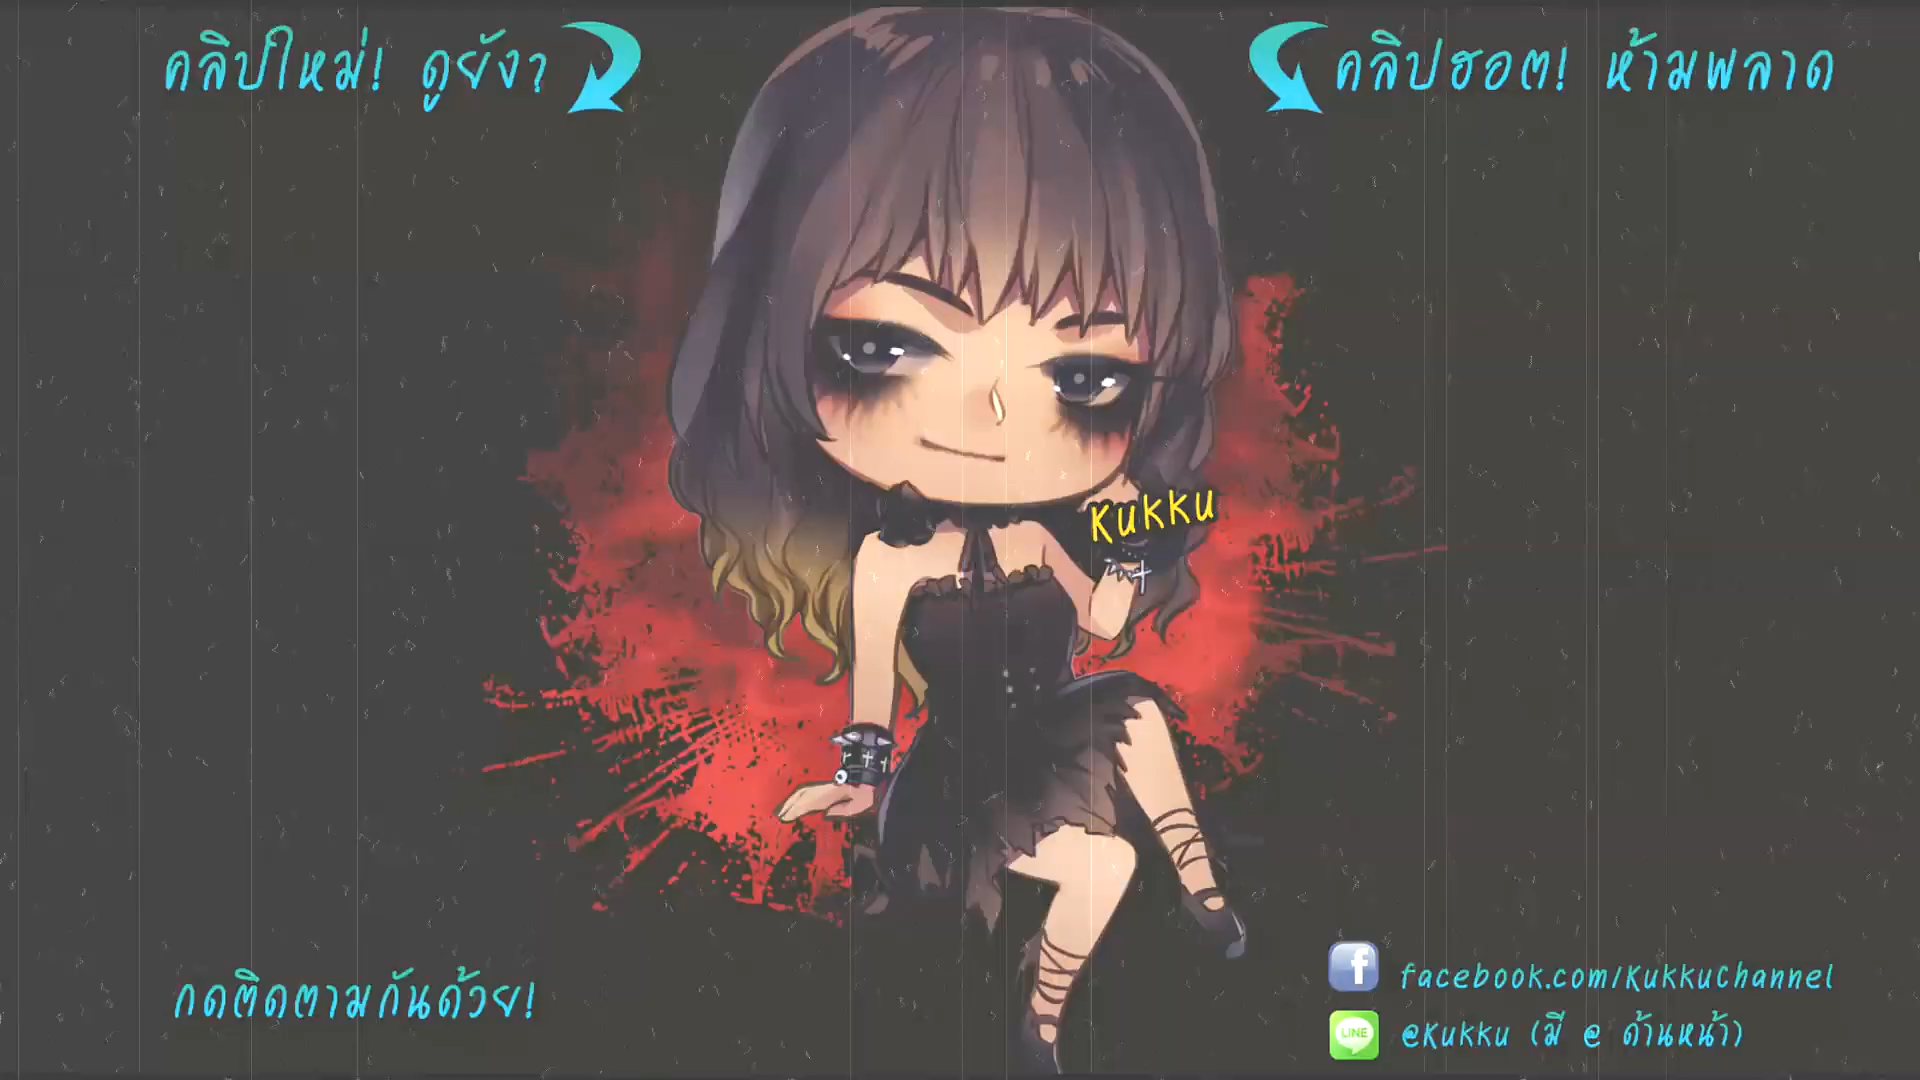 คลิปใหม่! ดูยัง?
คลิปฮอต! ห้ามพลาด
Kukku
กดติดตามกันด้วย!
facebook.com/KukkuChannel
LINE
@Kukku (มี @ ด้านหน้า)